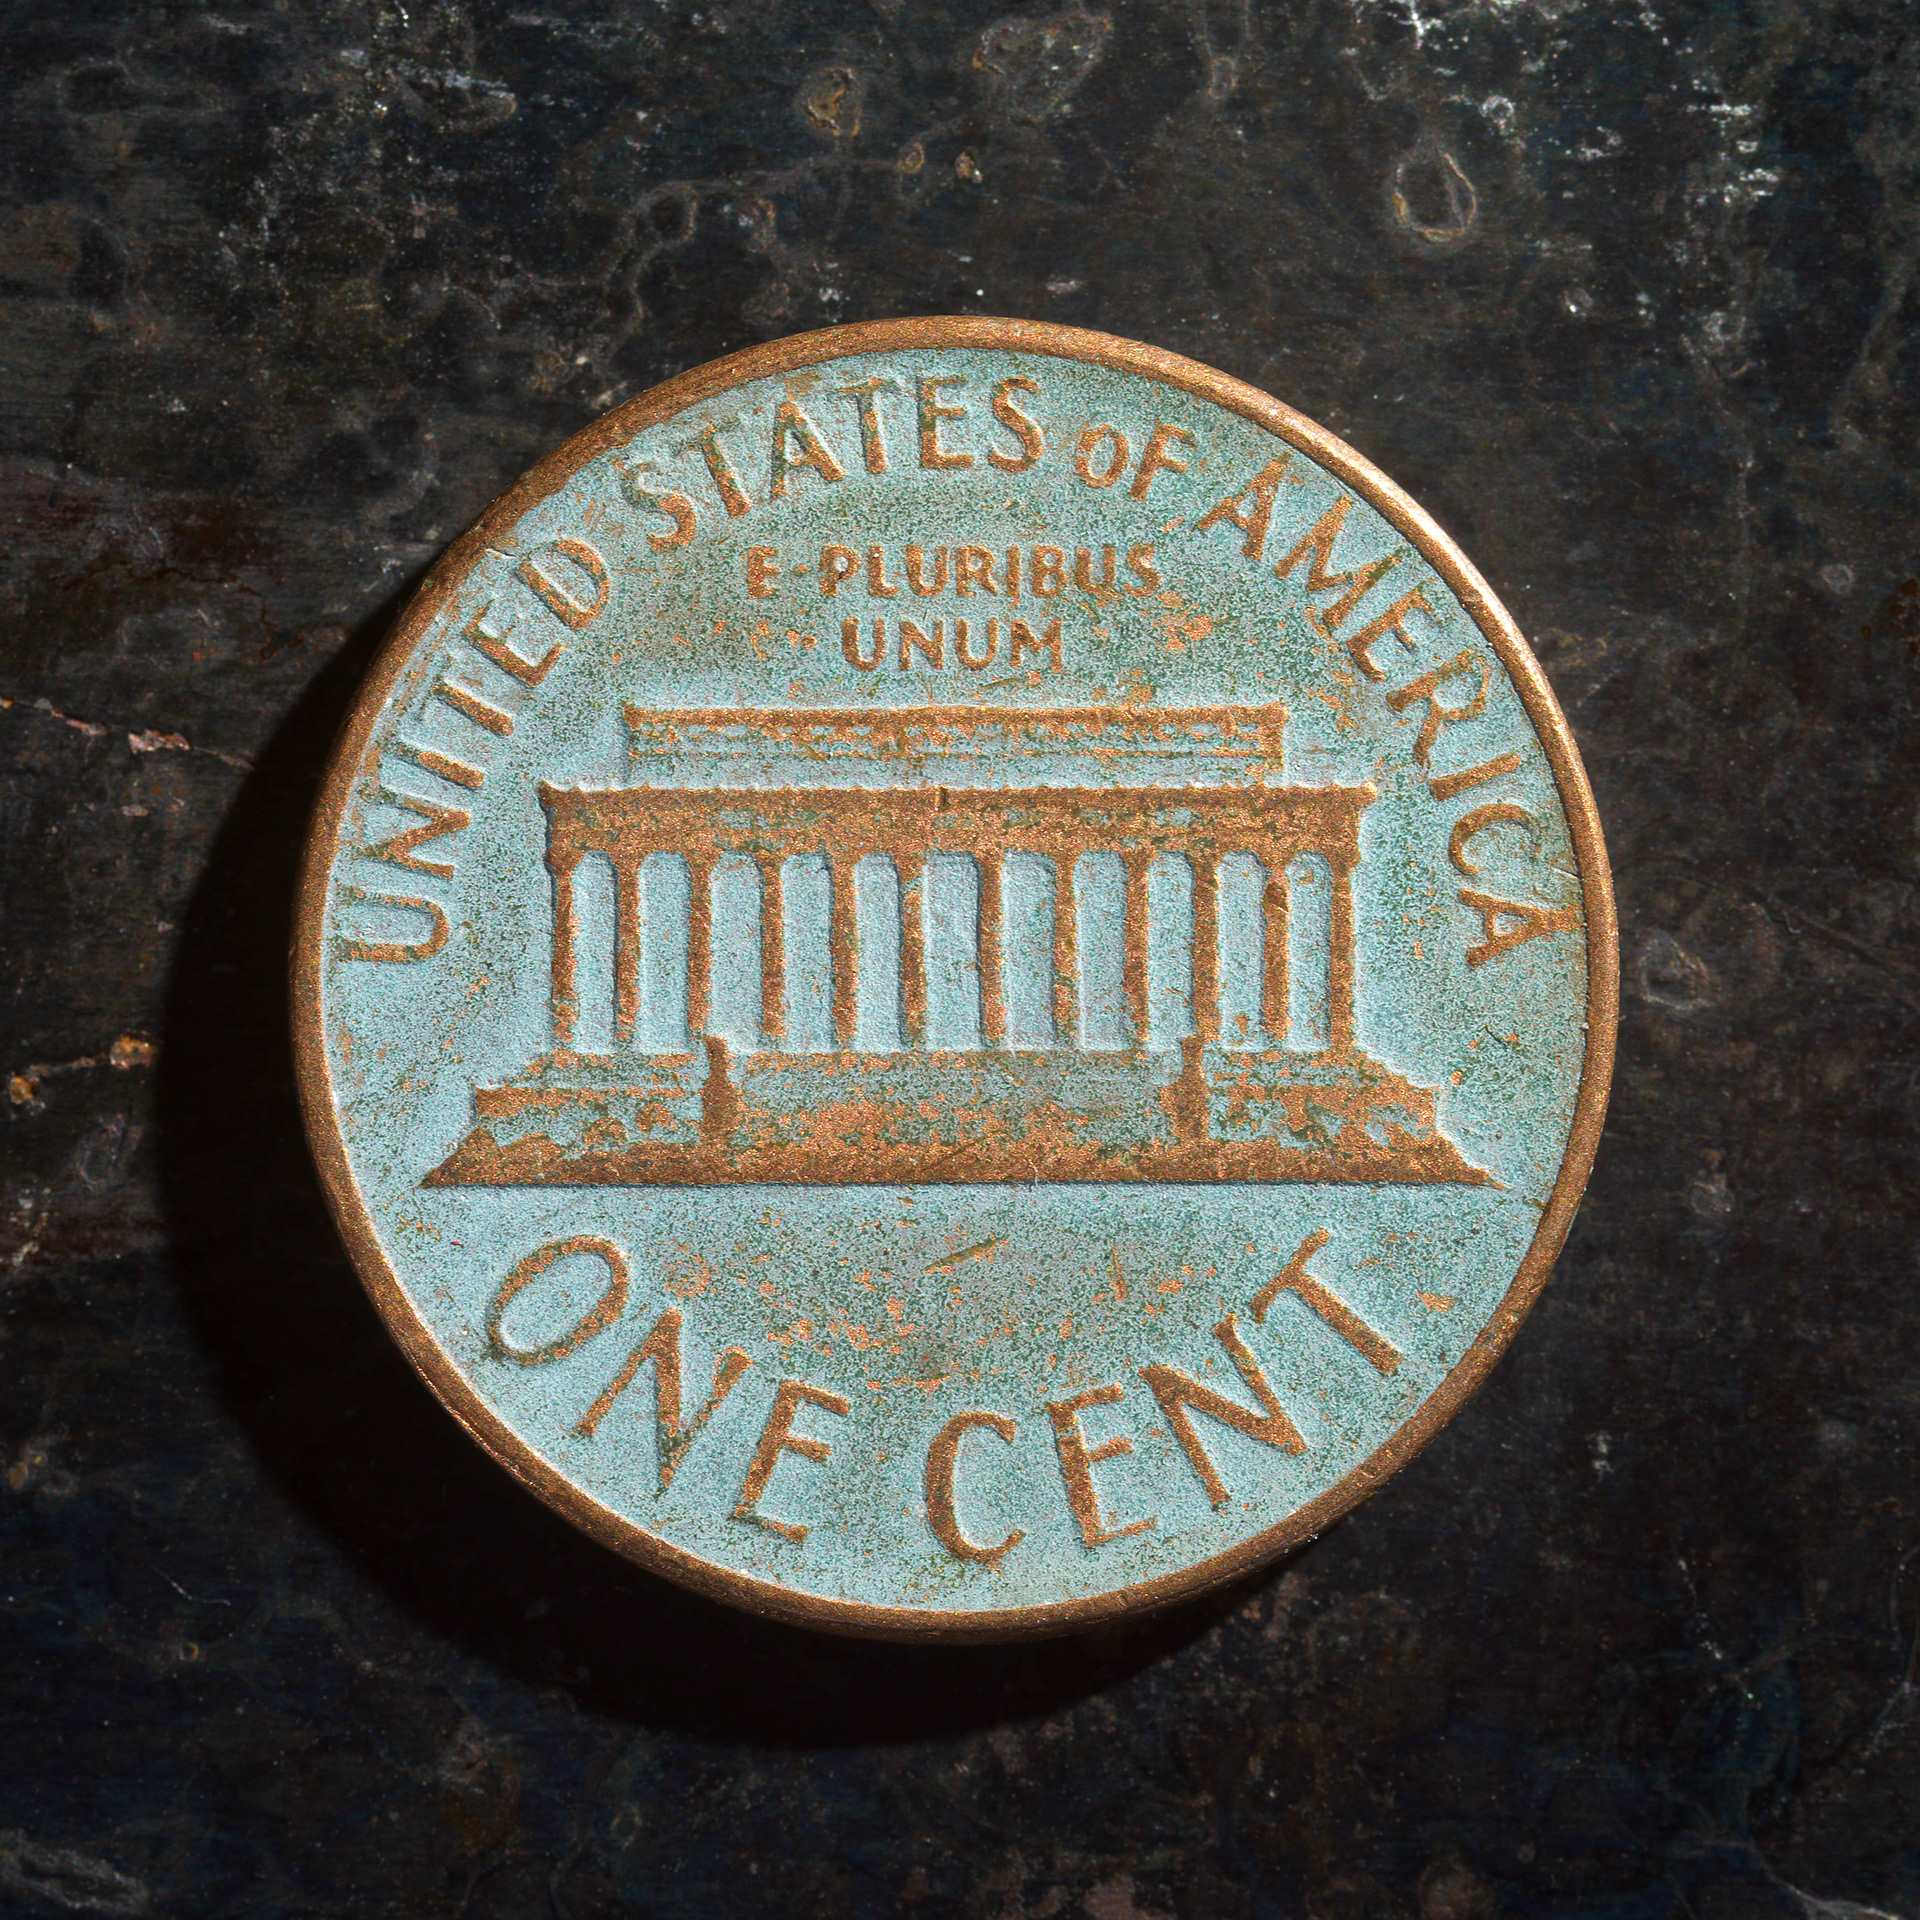 UNITED STATES OF AMERICA
E PLURIBUS
UNUM
ONE CENT